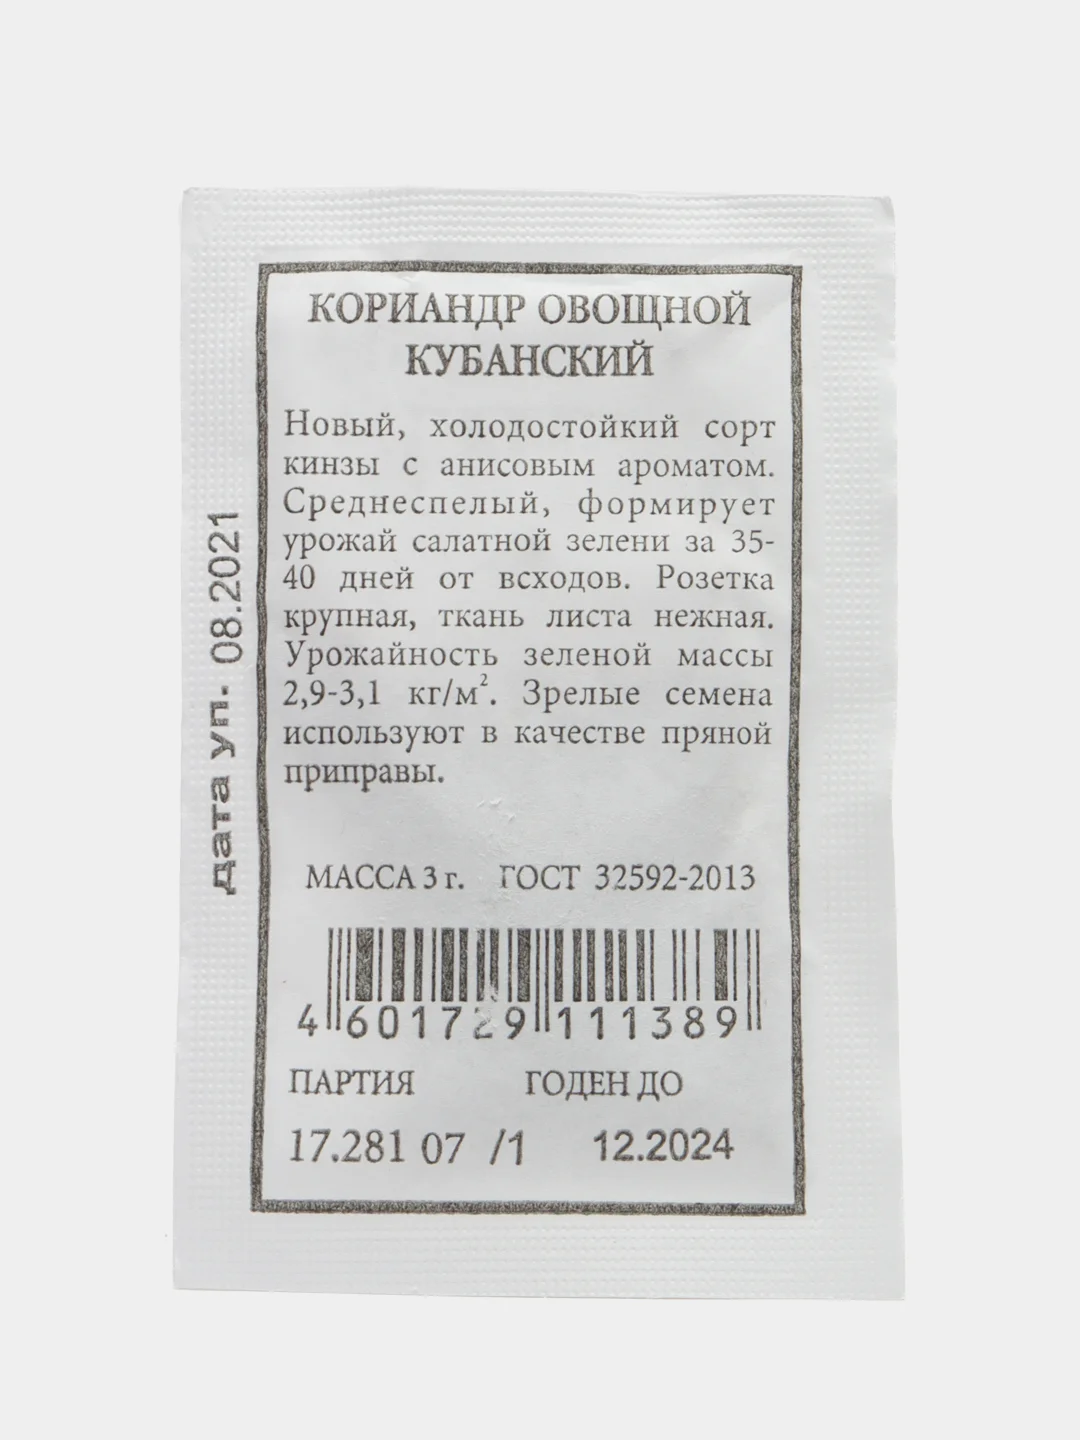 КОРИАНДР ОВОЩНОЙ
КУБАНСКИЙ
Новый, холодостойкий сорт
кинзы с анисовым ароматом.
Среднеспелый, формирует
урожай салатной зелени за 35-
40 дней от всходов. Розетка
крупная, ткань листа нежная.
Урожайность зеленой массы
2,9-3,1 кг/м². Зрелые семена
используют в качестве пряной
приправы.
МАССА 3 г. ГОСТ 32592-2013
4 601729 111389
ПАРТИЯ ГОДЕН ДО
17.281 07 /1 12.2024
дата уп. 08.2021